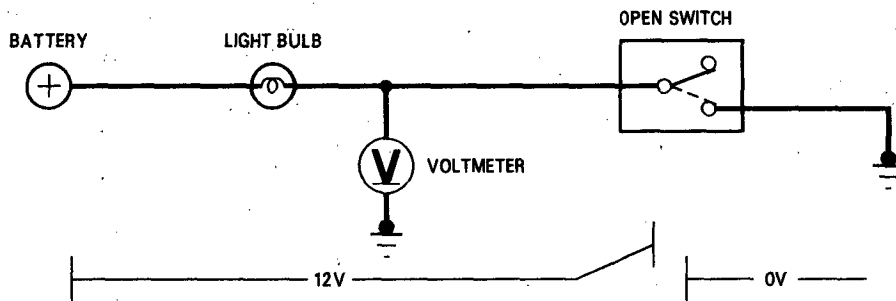 OPEN SWITCH
BATTERY
LIGHT BULB
+
V
VOLTMETER
12V
0V